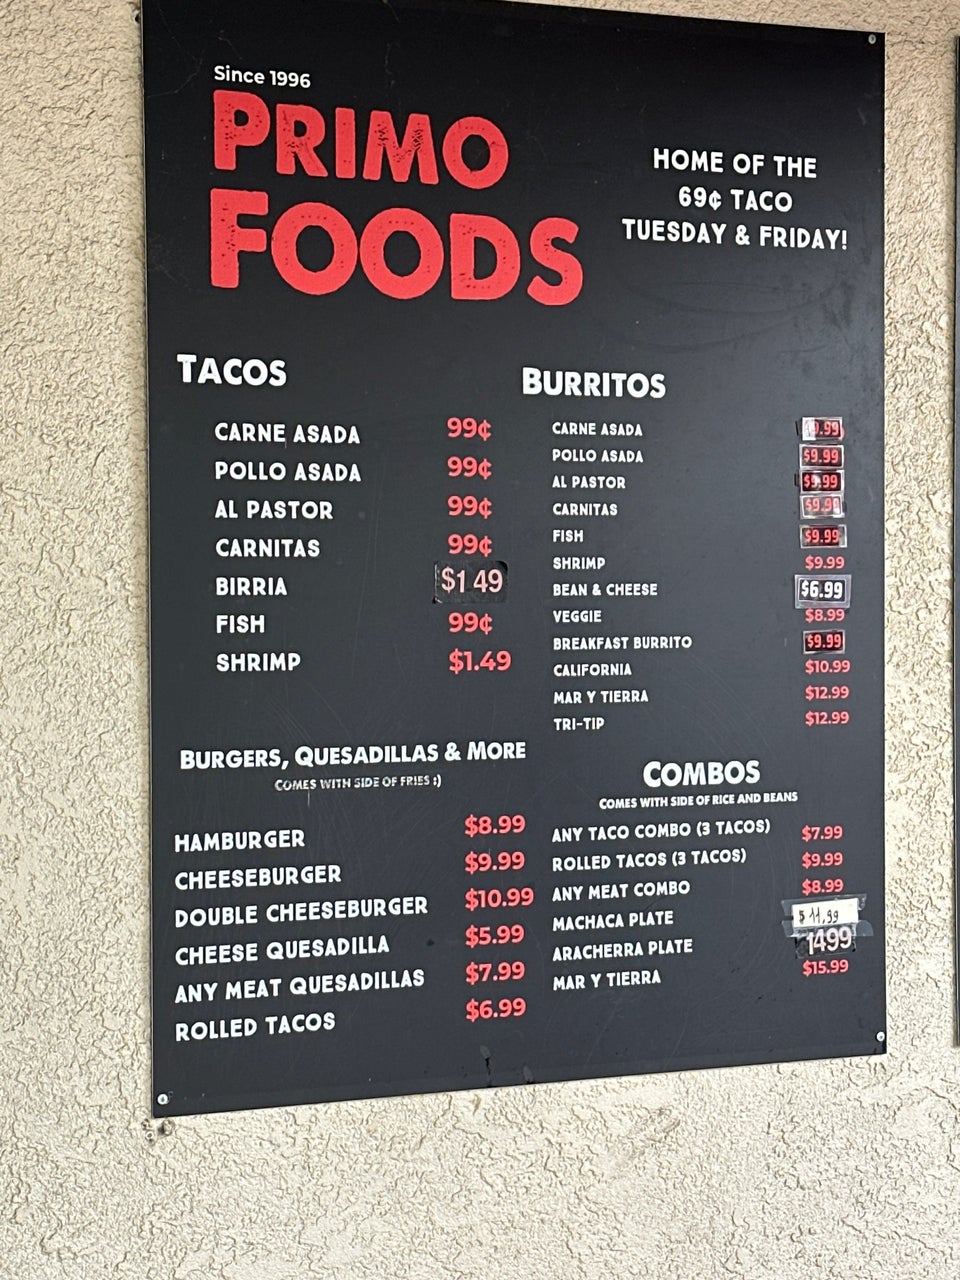 Since 1996
PRIMO
FOODS
HOME OF THE
69¢ TACO
TUESDAY & FRIDAY!
TACOS
CARNE ASADA 99¢
POLLO ASADA 99¢
AL PASTOR 99¢
CARNITAS 99¢
BIRRIA $1 49
FISH 99¢
SHRIMP $1.49
BURRITOS
CARNE ASADA
POLLO ASADA $9.99
AL PASTOR $9.99
CARNITAS $9.99
FISH $9.99
SHRIMP $9.99
BEAN & CHEESE $6.99
VEGGIE $8.99
BREAKFAST BURRITO $9.99
CALIFORNIA $10.99
MAR Y TIERRA $12.99
TRI-TIP $12.99
BURGERS, QUESADILLAS & MORE
COMES WITH SIDE OF FRIES :)
HAMBURGER $8.99
CHEESEBURGER $9.99
DOUBLE CHEESEBURGER $10.99
CHEESE QUESADILLA $5.99
ANY MEAT QUESADILLAS $7.99
ROLLED TACOS $6.99
COMBOS
COMES WITH SIDE OF RICE AND BEANS
ANY TACO COMBO (3 TACOS) $7.99
ROLLED TACOS (3 TACOS) $9.99
ANY MEAT COMBO $8.99
MACHACA PLATE $11,99
ARACHERRA PLATE 1499
MAR Y TIERRA $15.99